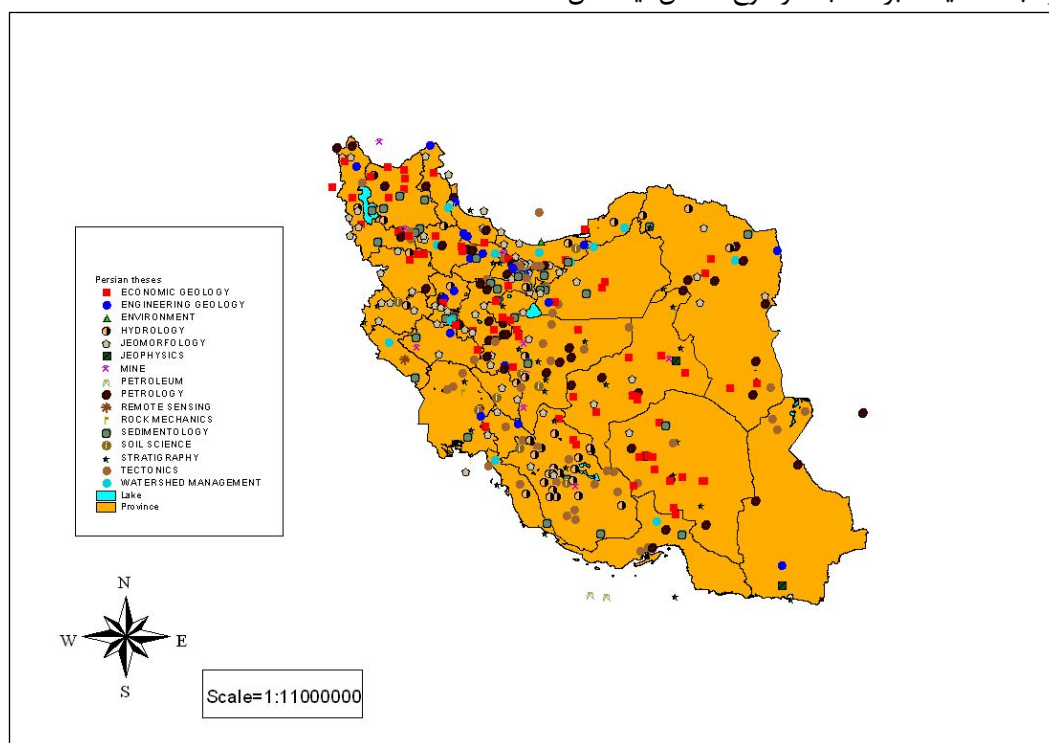 Persian theses
ECONOMIC GEOLOGY
ENGINEERING GEOLOGY
ENVIRONMENT
HYDROLOGY
JEOMORFOLOGY
JEOPHYSICS
MINE
PETROLEUM
PETROLOGY
REMOTE SENSING
ROCK MECHANICS
SEDIMENTOLOGY
SOIL SCIENCE
STRATIGRAPHY
TECTONICS
WATERSHED MANAGEMENT
Lake
Province
N
W E
S
Scale=1:11000000